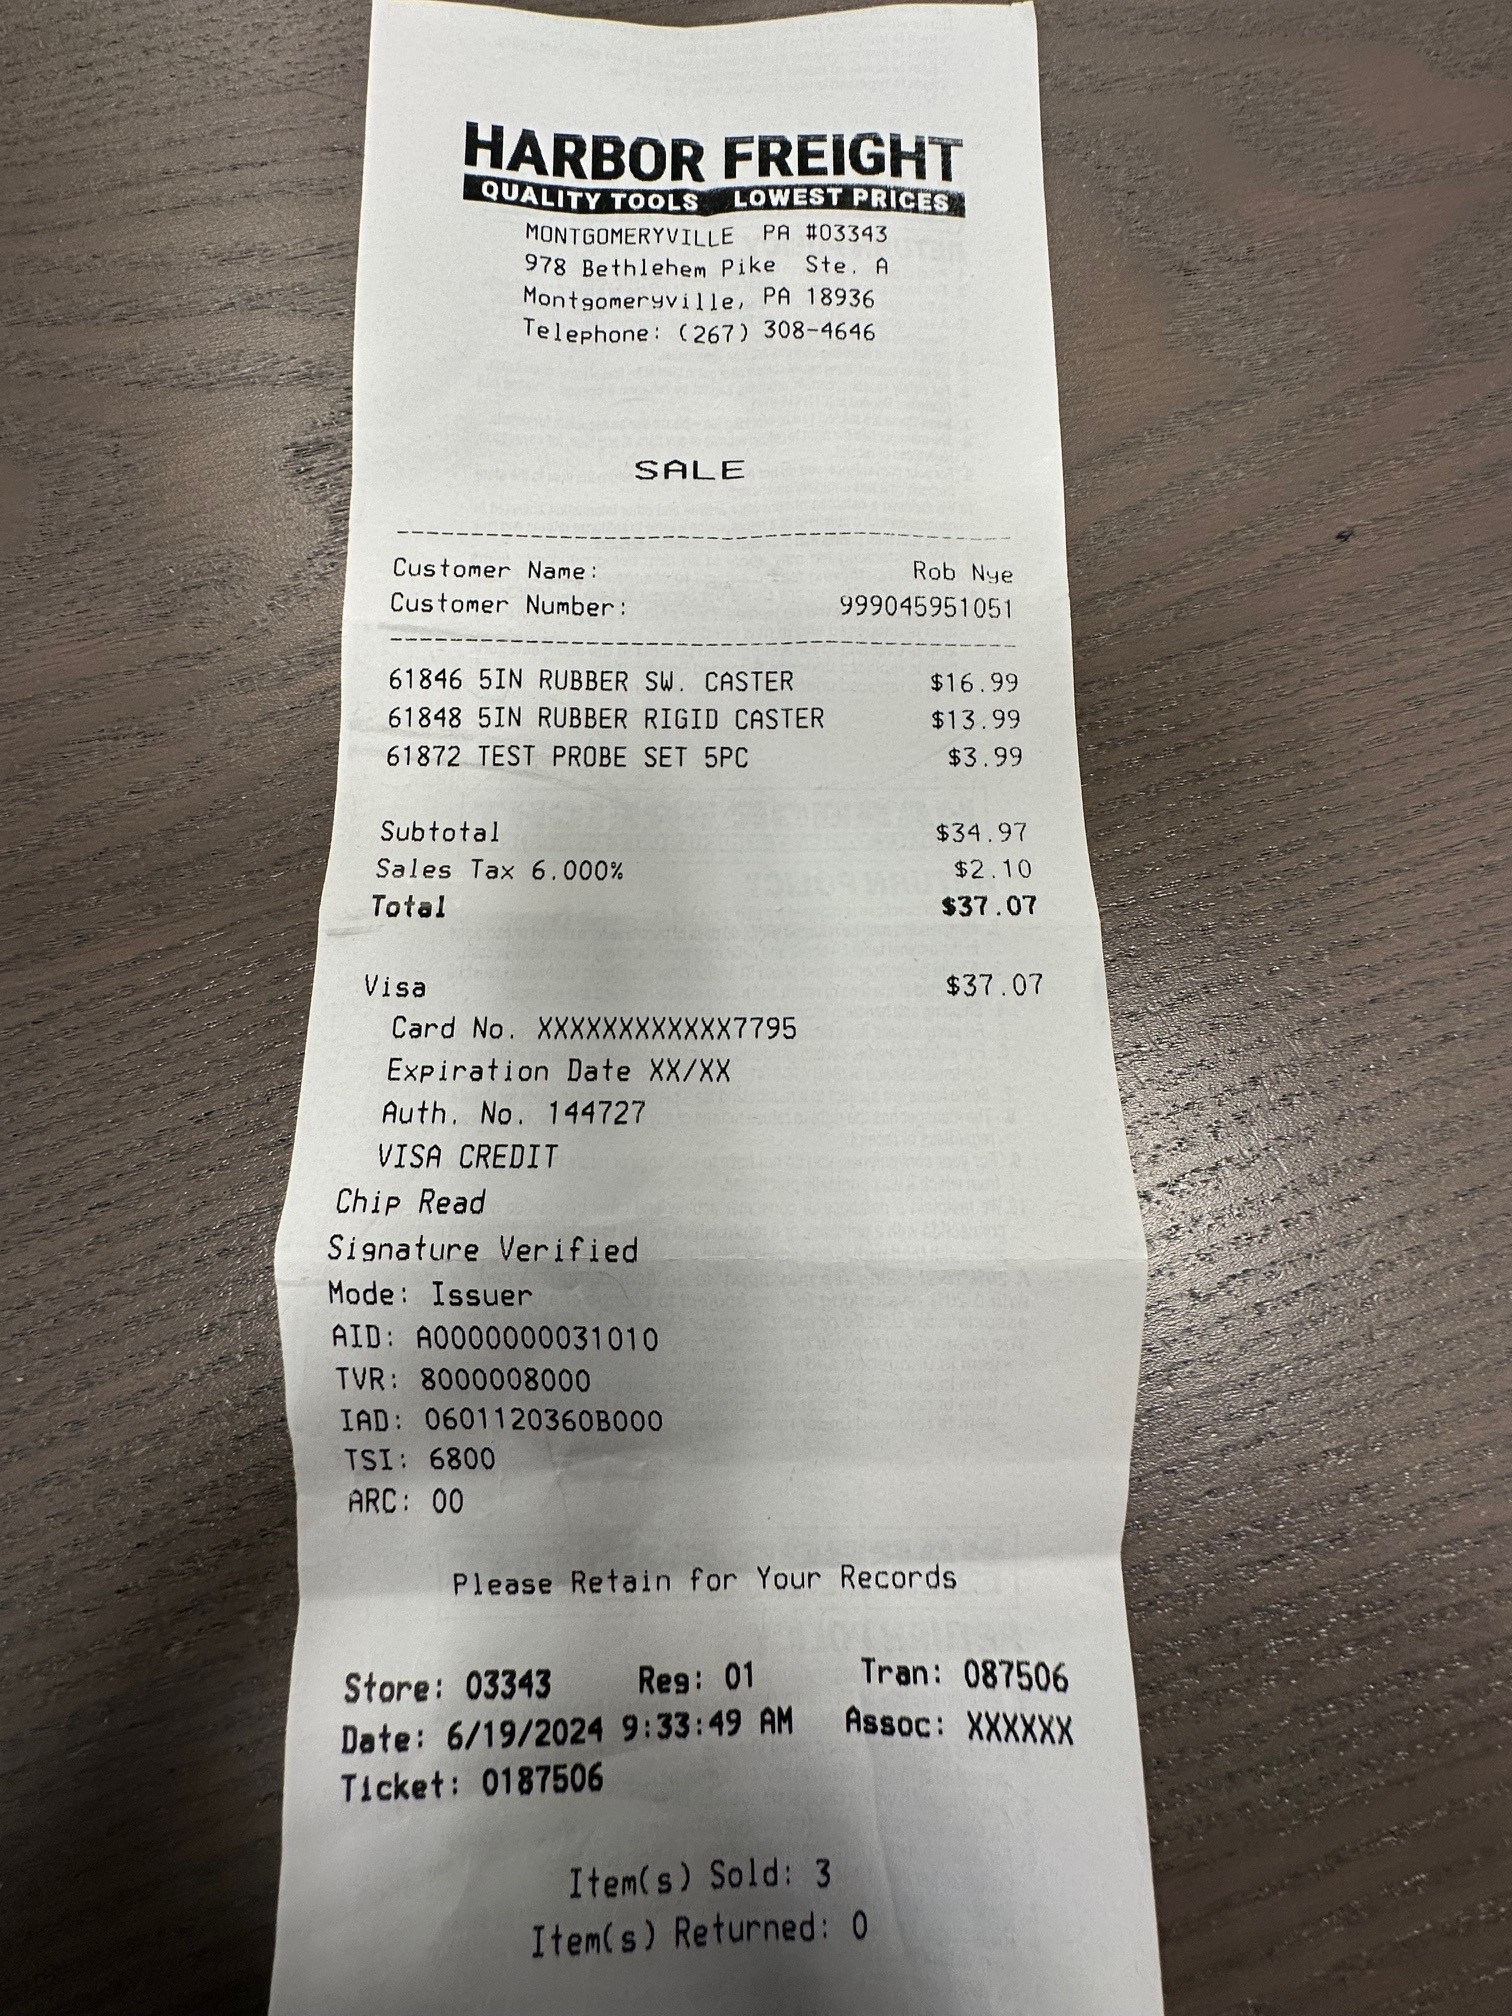 HARBOR FREIGHT
QUALITY TOOLS LOWEST PRICES
MONTGOMERYVILLE PA #03343
978 Bethlehem Pike Ste. A
Montgomeryville, PA 18936
Telephone: (267) 308-4646
SALE
Customer Name: Rob Nye
Customer Number: 999045951051
61846 5IN RUBBER SW. CASTER $16.99
61848 5IN RUBBER RIGID CASTER $13.99
61872 TEST PROBE SET 5PC $3.99
Subtotal $34.97
Sales Tax 6.000% $2.10
Total $37.07
Visa $37.07
Card No. XXXXXXXXXXXX7795
Expiration Date XX/XX
Auth. No. 144727
VISA CREDIT
Chip Read
Signature Verified
Mode: Issuer
AID: A0000000031010
TVR: 8000008000
IAD: 0601120360B000
TSI: 6800
ARC: 00
Please Retain for Your Records
Store: 03343 Reg: 01 Tran: 087506
Date: 6/19/2024 9:33:49 AM Assoc: XXXXXX
Ticket: 0187506
Item(s) Sold: 3
Item(s) Returned: 0